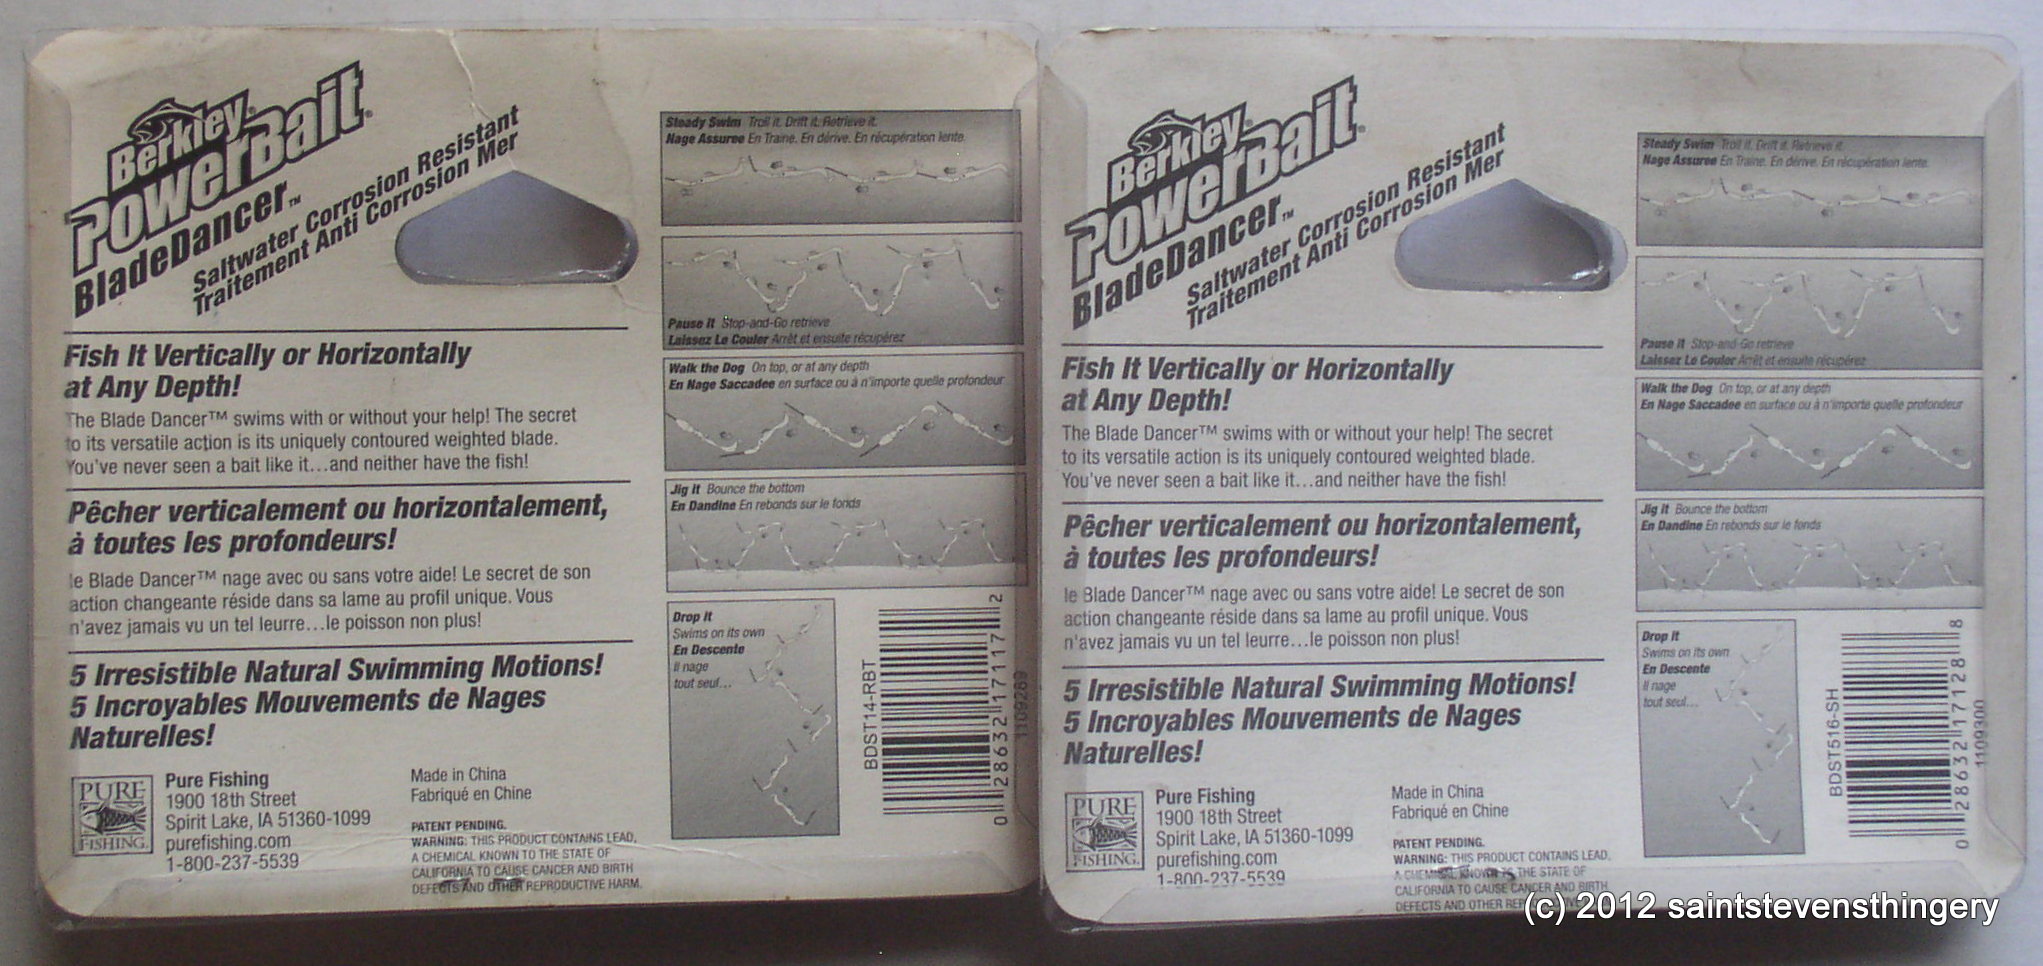 Berkley®
PowerBait®
BladeDancer™
Saltwater Corrosion Resistant
Traitement Anti Corrosion Mer
Fish It Vertically or Horizontally
at Any Depth!
The Blade Dancer™ swims with or without your help! The secret
to its versatile action is its uniquely contoured weighted blade.
You've never seen a bait like it...and neither have the fish!
Pêcher verticalement ou horizontalement,
à toutes les profondeurs!
le Blade Dancer™ nage avec ou sans votre aide! Le secret de son
action changeante réside dans sa lame au profil unique. Vous
n'avez jamais vu un tel leurre...le poisson non plus!
5 Irresistible Natural Swimming Motions!
5 Incroyables Mouvements de Nages
Naturelles!
PURE
FISHING.
Pure Fishing
1900 18th Street
Spirit Lake, IA 51360-1099
purefishing.com
1-800-237-5539
Made in China
Fabriqué en Chine
PATENT PENDING.
WARNING: THIS PRODUCT CONTAINS LEAD,
A CHEMICAL KNOWN TO THE STATE OF
CALIFORNIA TO CAUSE CANCER AND BIRTH
DEFECTS AND OTHER REPRODUCTIVE HARM.
Steady Swim Troll it. Drift it. Retrieve it.
Nage Assuree En Traine. En dérive. En récupération lente.
Pause It Stop-and-Go retrieve
Laissez Le Couler Arrêt et ensuite récupérez
Walk the Dog On top, or at any depth
En Nage Saccadee en surface ou à n'importe quelle profondeur
Jig It Bounce the bottom
En Dandine En rebonds sur le fonds
Drop It
Swims on its own
En Descente
Il nage
tout seul...
BDST14-RBT
0 28632 17117 2
1109289
Berkley®
PowerBait®
BladeDancer™
Saltwater Corrosion Resistant
Traitement Anti Corrosion Mer
Fish It Vertically or Horizontally
at Any Depth!
The Blade Dancer™ swims with or without your help! The secret
to its versatile action is its uniquely contoured weighted blade.
You've never seen a bait like it...and neither have the fish!
Pêcher verticalement ou horizontalement,
à toutes les profondeurs!
le Blade Dancer™ nage avec ou sans votre aide! Le secret de son
action changeante réside dans sa lame au profil unique. Vous
n'avez jamais vu un tel leurre...le poisson non plus!
5 Irresistible Natural Swimming Motions!
5 Incroyables Mouvements de Nages
Naturelles!
PURE
FISHING.
Pure Fishing
1900 18th Street
Spirit Lake, IA 51360-1099
purefishing.com
1-800-237-5539
Made in China
Fabriqué en Chine
PATENT PENDING.
WARNING: THIS PRODUCT CONTAINS LEAD,
A CHEMICAL KNOWN TO THE STATE OF
CALIFORNIA TO CAUSE CANCER AND BIRTH
DEFECTS AND OTHER
Steady Swim Troll it. Drift it. Retrieve it.
Nage Assuree En Traine. En dérive. En récupération lente.
Pause It Stop-and-Go retrieve
Laissez Le Couler Arrêt et ensuite récupérez
Walk the Dog On top, or at any depth
En Nage Saccadee en surface ou à n'importe quelle profondeur
Jig It Bounce the bottom
En Dandine En rebonds sur le fonds
Drop It
Swims on its own
En Descente
Il nage
tout seul...
BDST516-SH
0 28632 17128 8
1109300
(c) 2012 saintstevensthingery